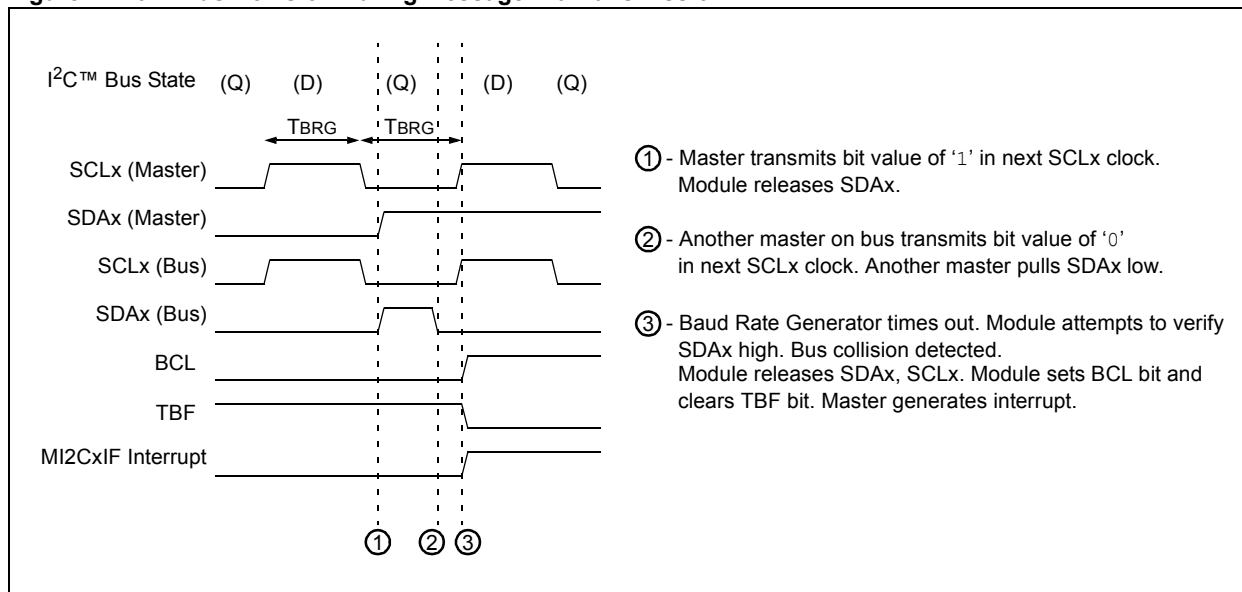 I²C™ Bus State (Q) (D) (Q) (D) (Q)
TBRG TBRG
SCLx (Master)
SDAx (Master)
SCLx (Bus)
SDAx (Bus)
BCL
TBF
MI2CxIF Interrupt
① ② ③
① - Master transmits bit value of ‘1’ in next SCLx clock.
Module releases SDAx.
② - Another master on bus transmits bit value of ‘0’
in next SCLx clock. Another master pulls SDAx low.
③ - Baud Rate Generator times out. Module attempts to verify
SDAx high. Bus collision detected.
Module releases SDAx, SCLx. Module sets BCL bit and
clears TBF bit. Master generates interrupt.